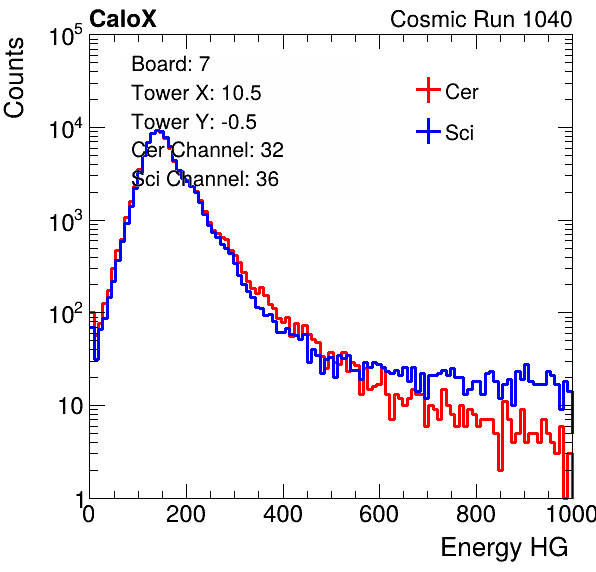 CaloX Cosmic Run 1040
Counts
Board: 7
Tower X: 10.5
Tower Y: -0.5
Cer Channel: 32
Sci Channel: 36
Cer
Sci
10^5
10^4
10^3
10^2
10
1
0 200 400 600 800 1000
Energy HG